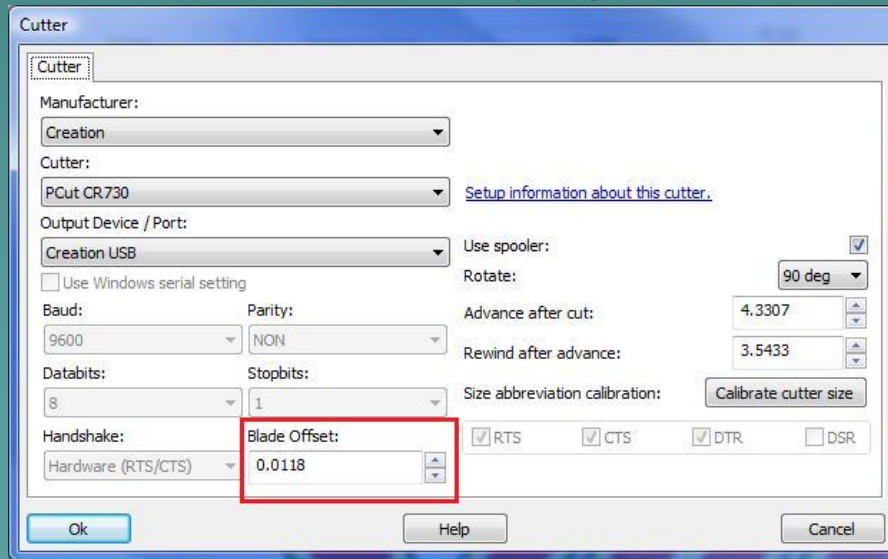 Cutter
Cutter
Manufacturer:
Creation
Cutter:
PCut CR730
Setup information about this cutter.
Output Device / Port:
Creation USB
Use Windows serial setting
Use spooler:
Rotate:
90 deg
Baud:
Parity:
9600
NON
Advance after cut:
4.3307
Rewind after advance:
3.5433
Databits:
Stopbits:
8
1
Size abbreviation calibration:
Calibrate cutter size
Handshake:
Blade Offset:
Hardware (RTS/CTS)
0.0118
RTS
CTS
DTR
DSR
Ok
Help
Cancel